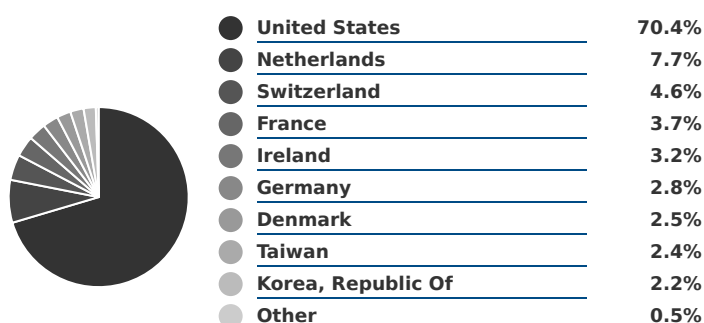 United States 70.4%
Netherlands 7.7%
Switzerland 4.6%
France 3.7%
Ireland 3.2%
Germany 2.8%
Denmark 2.5%
Taiwan 2.4%
Korea, Republic Of 2.2%
Other 0.5%